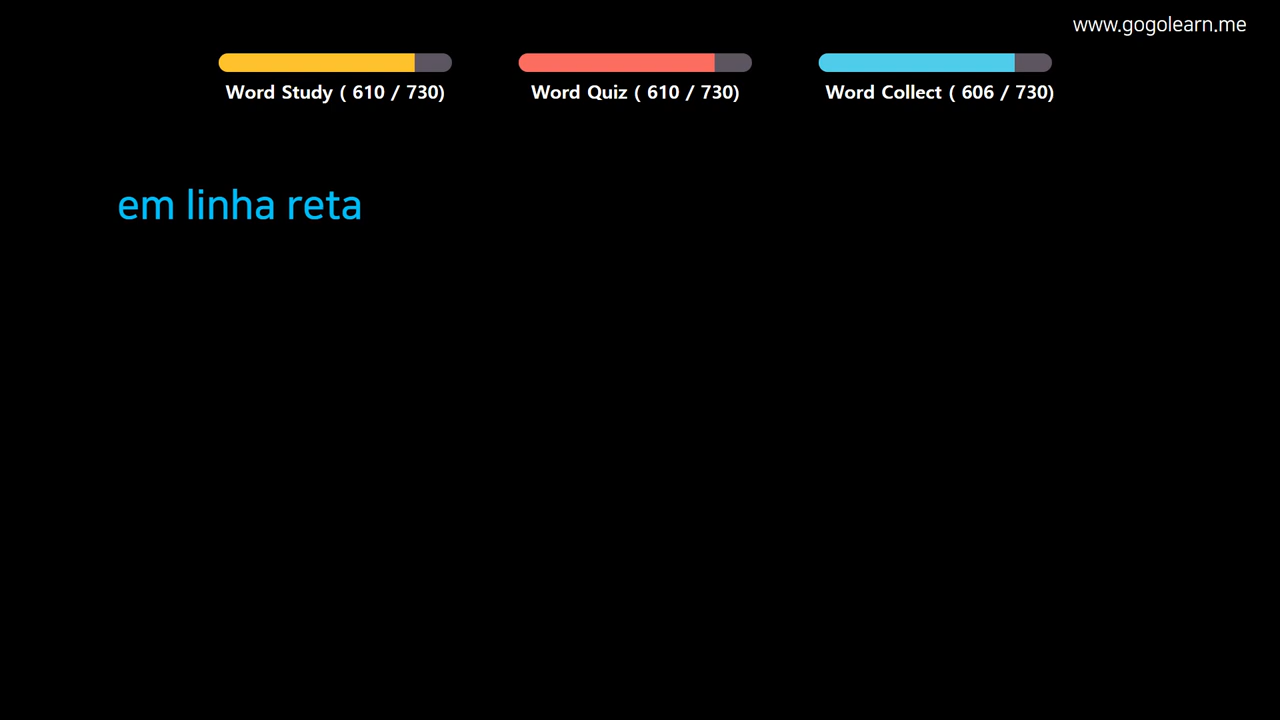 www.gogolearn.me
Word Study ( 610 / 730)
Word Quiz ( 610 / 730)
Word Collect ( 606 / 730)
em linha reta